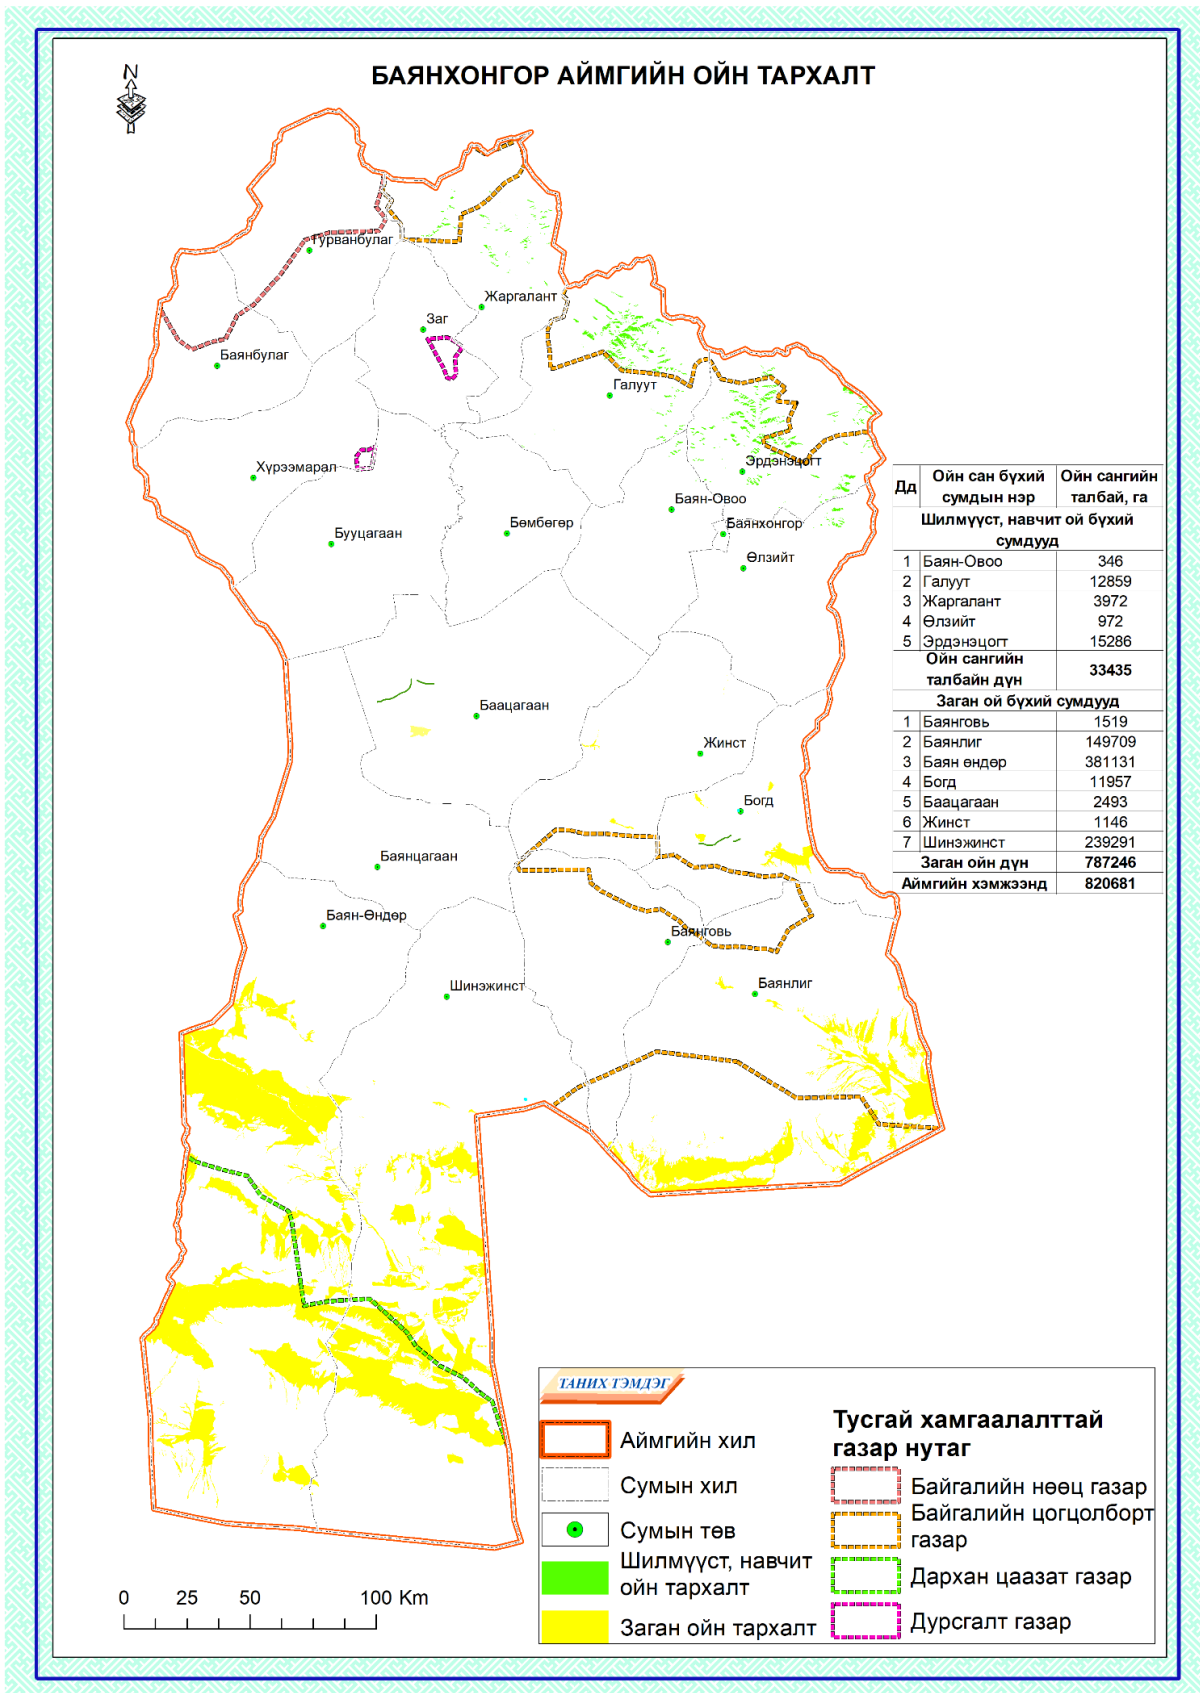 БАЯНХОНГОР АЙМГИЙН ОЙН ТАРХАЛТ
N
Гурванбулаг
Жаргалант
Заг
Баянбулаг
Галуут
Эрдэнэцогт
Хүрээмарал
Баян-Овоо
Бөмбөгөр
Баянхонгор
Бууцагаан
Өлзийт
Баацагаан
Жинст
Богд
Баянцагаан
Баян-Өндөр
Баянговь
Шинэжинст
Баянлиг
Дд Ойн сан бүхий сумдын нэр Ойн сангийн талбай, га
Шилмүүст, навчит ой бүхий
сумдууд
1 Баян-Овоо 346
2 Галуут 12859
3 Жаргалант 3972
4 Өлзийт 972
5 Эрдэнэцогт 15286
Ойн сангийн
талбайн дүн 33435
Заган ой бүхий сумдууд
1 Баянговь 1519
2 Баянлиг 149709
3 Баян өндөр 381131
4 Богд 11957
5 Баацагаан 2493
6 Жинст 1146
7 Шинэжинст 239291
Заган ойн дүн 787246
Аймгийн хэмжээнд 820681
ТАНИХ ТЭМДЭГ
Аймгийн хил
Сумын хил
Сумын төв
Шилмүүст, навчит
ойн тархалт
Заган ойн тархалт
Тусгай хамгаалалттай
газар нутаг
Байгалийн нөөц газар
Байгалийн цогцолборт
газар
Дархан цаазат газар
Дурсгалт газар
0 25 50 100 Km